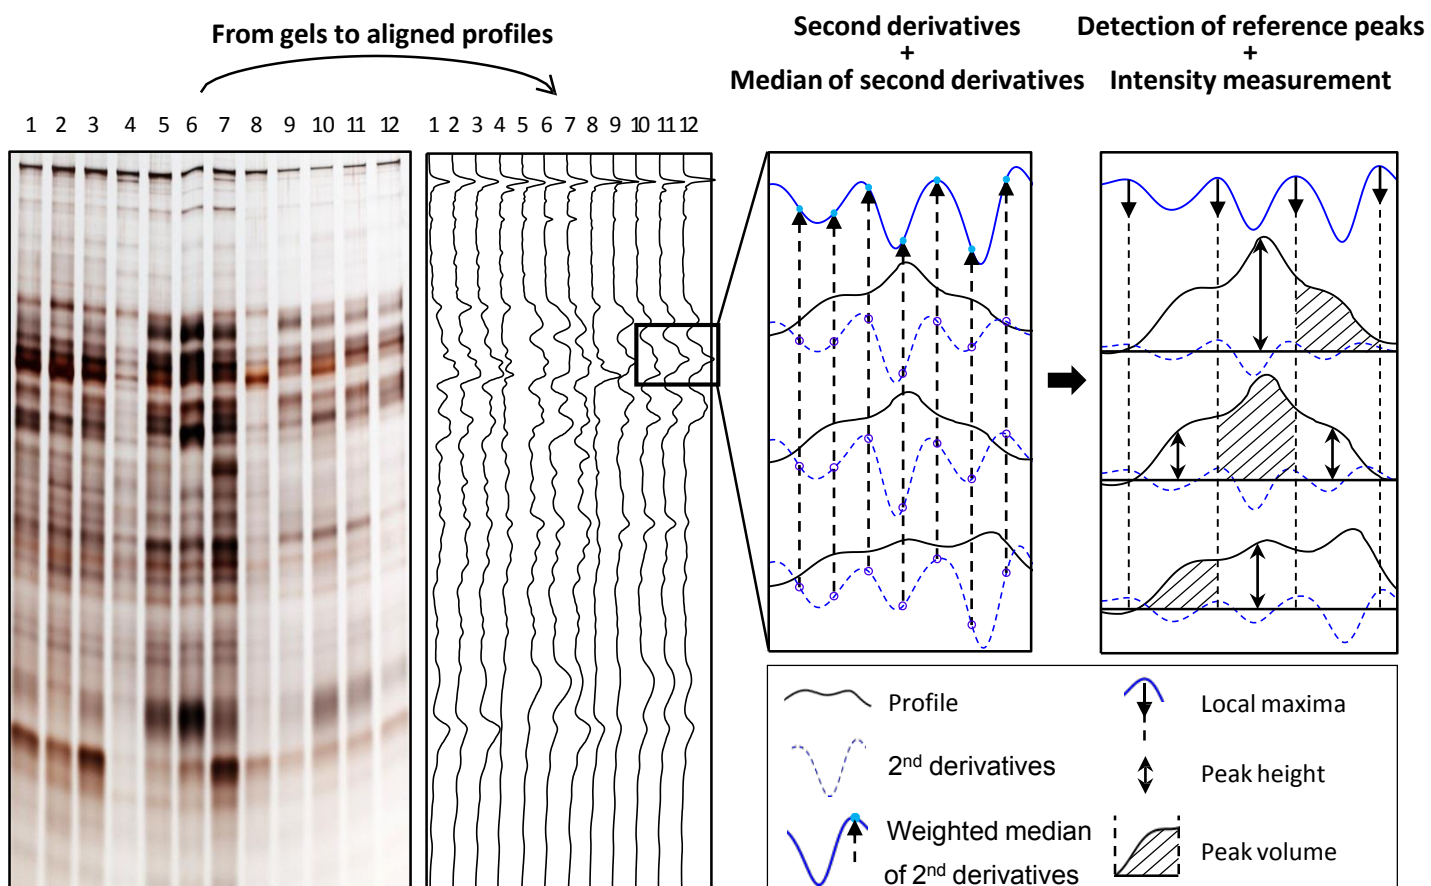 From gels to aligned profiles
Second derivatives
+
Median of second derivatives
Detection of reference peaks
+
Intensity measurement
1 2 3 4 5 6 7 8 9 10 11 12
1 2 3 4 5 6 7 8 9 10 11 12
Profile
2nd derivatives
Weighted median
of 2nd derivatives
Local maxima
Peak height
Peak volume